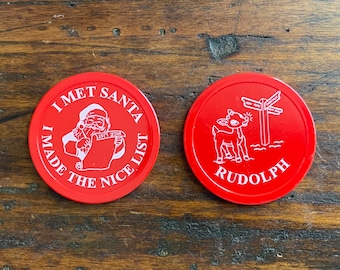 I MET SANTA
I MADE THE NICE LIST
RUDOLPH